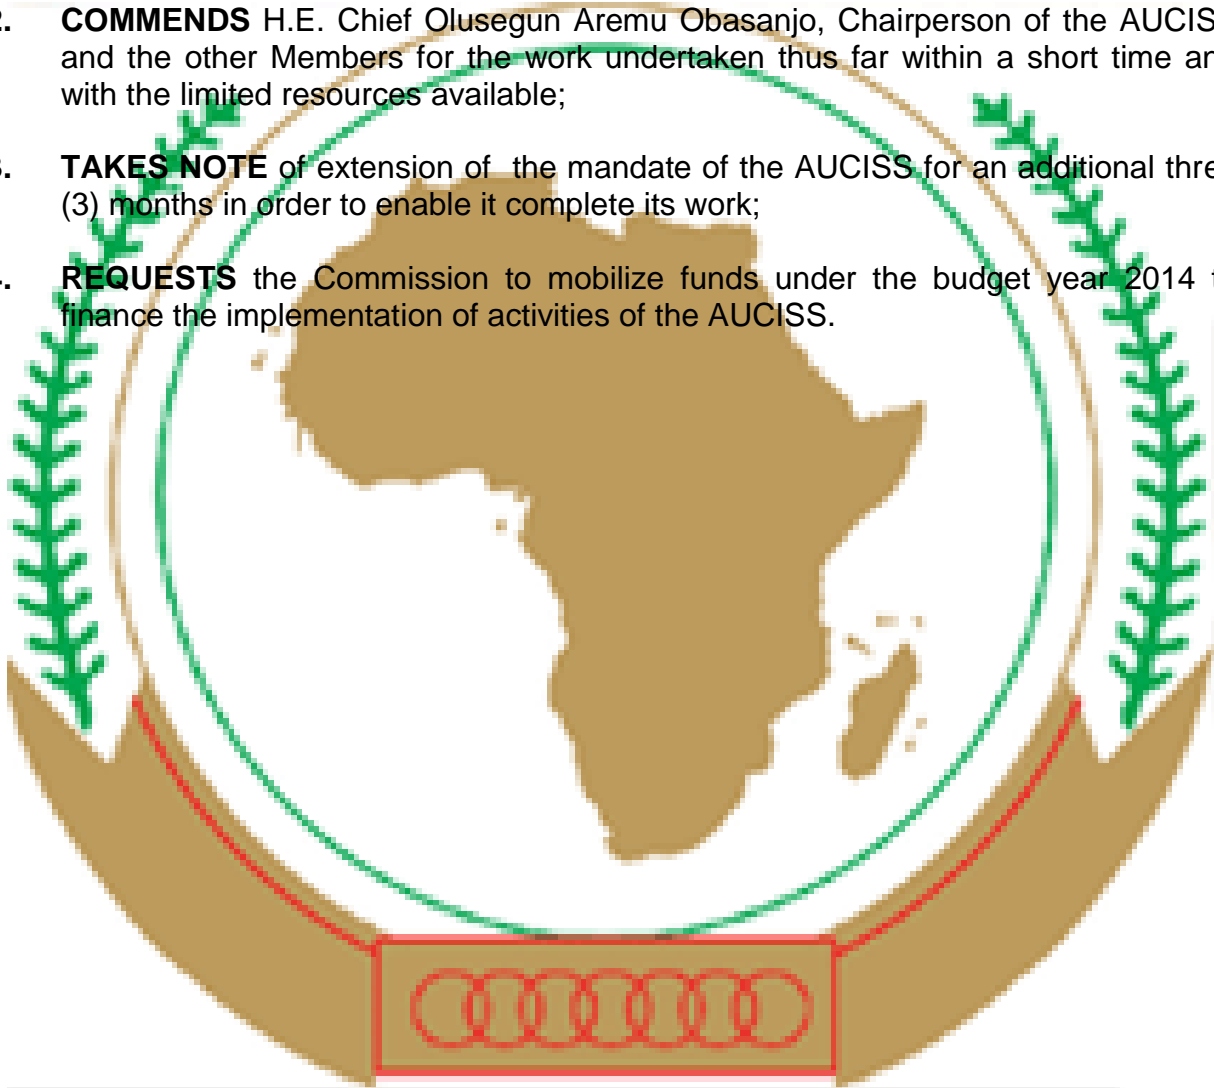 COMMENDS H.E. Chief Olusegun Aremu Obasanjo, Chairperson of the AUCIS
and the other Members for the work undertaken thus far within a short time an
with the limited resources available;
TAKES NOTE of extension of the mandate of the AUCISS for an additional thre
(3) months in order to enable it complete its work;
REQUESTS the Commission to mobilize funds under the budget year 2014 t
finance the implementation of activities of the AUCISS.